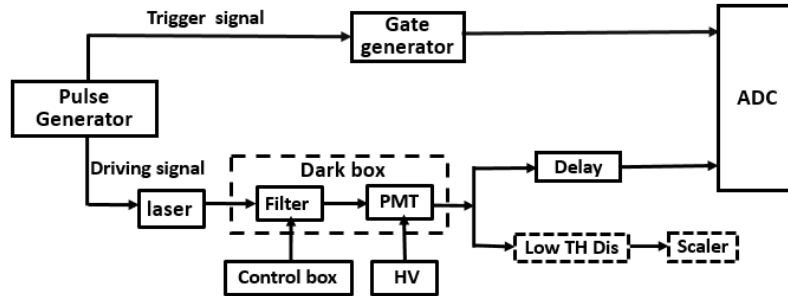 Trigger signal
Gate
generator
Pulse
Generator
ADC
Driving signal
Dark box
Delay
laser
Filter
PMT
Low TH Dis
Scaler
Control box
HV